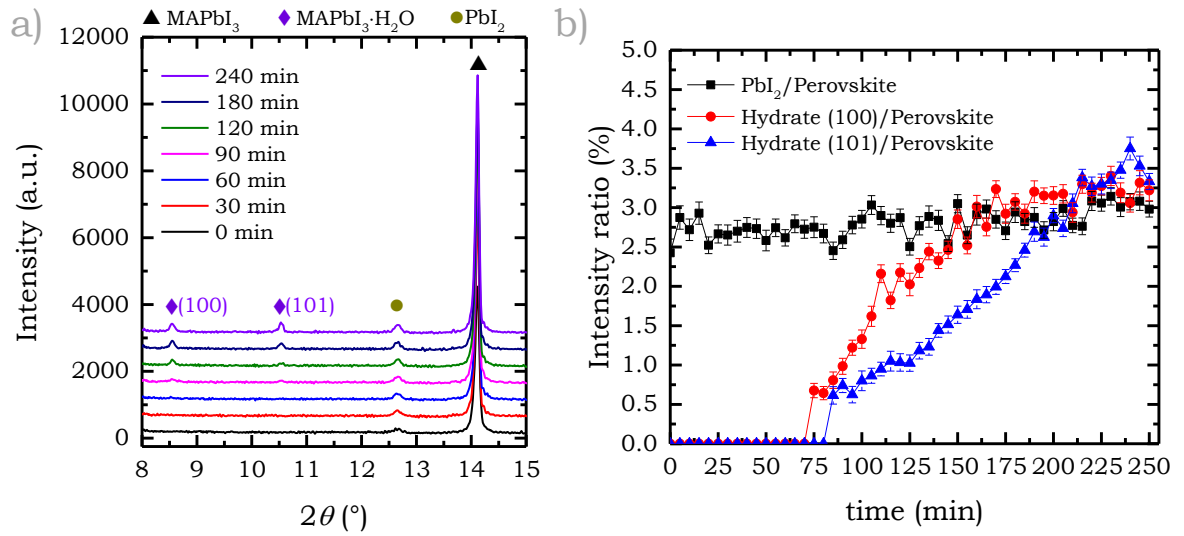 a)
▲ MAPbI₃ ♦ MAPbI₃·H₂O ● PbI₂
12000
10000
8000
6000
4000
2000
0
Intensity (a.u.)
240 min
180 min
120 min
90 min
60 min
30 min
0 min
(100)
(101)
8 9 10 11 12 13 14 15
2θ (°)
b)
5.0
4.5
4.0
3.5
3.0
2.5
2.0
1.5
1.0
0.5
0.0
Intensity ratio (%)
PbI₂/Perovskite
Hydrate (100)/Perovskite
Hydrate (101)/Perovskite
0 25 50 75 100 125 150 175 200 225 250
time (min)